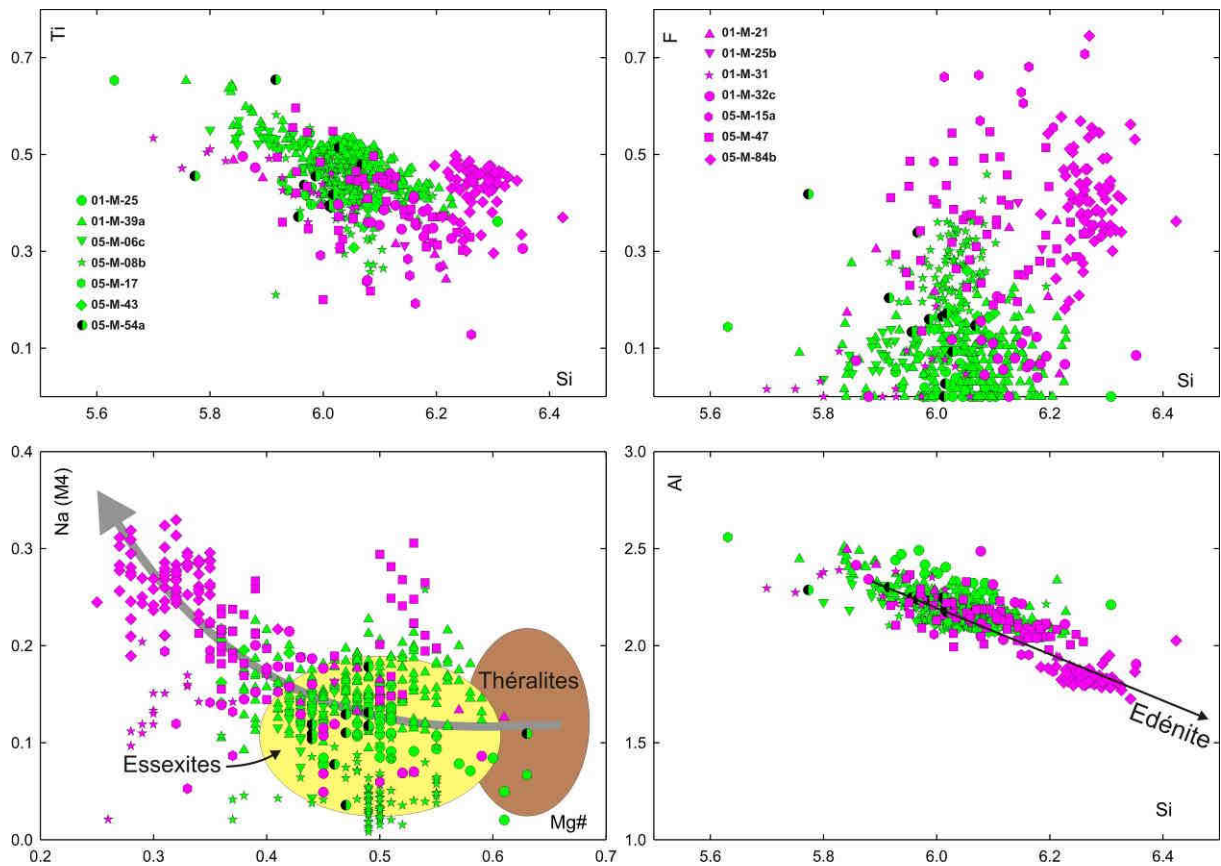 Ti
0.7
0.5
0.3
0.1
01-M-25
01-M-39a
05-M-06c
05-M-08b
05-M-17
05-M-43
05-M-54a
Si
5.6 5.8 6.0 6.2 6.4
F
0.7
0.5
0.3
0.1
01-M-21
01-M-25b
01-M-31
01-M-32c
05-M-15a
05-M-47
05-M-84b
Si
5.6 5.8 6.0 6.2 6.4
Na (M4)
0.4
0.3
0.2
0.1
0.0
Théralites
Essexites
Mg#
0.2 0.3 0.4 0.5 0.6 0.7
Al
3.0
2.5
2.0
1.5
1.0
Edénite
Si
5.6 5.8 6.0 6.2 6.4